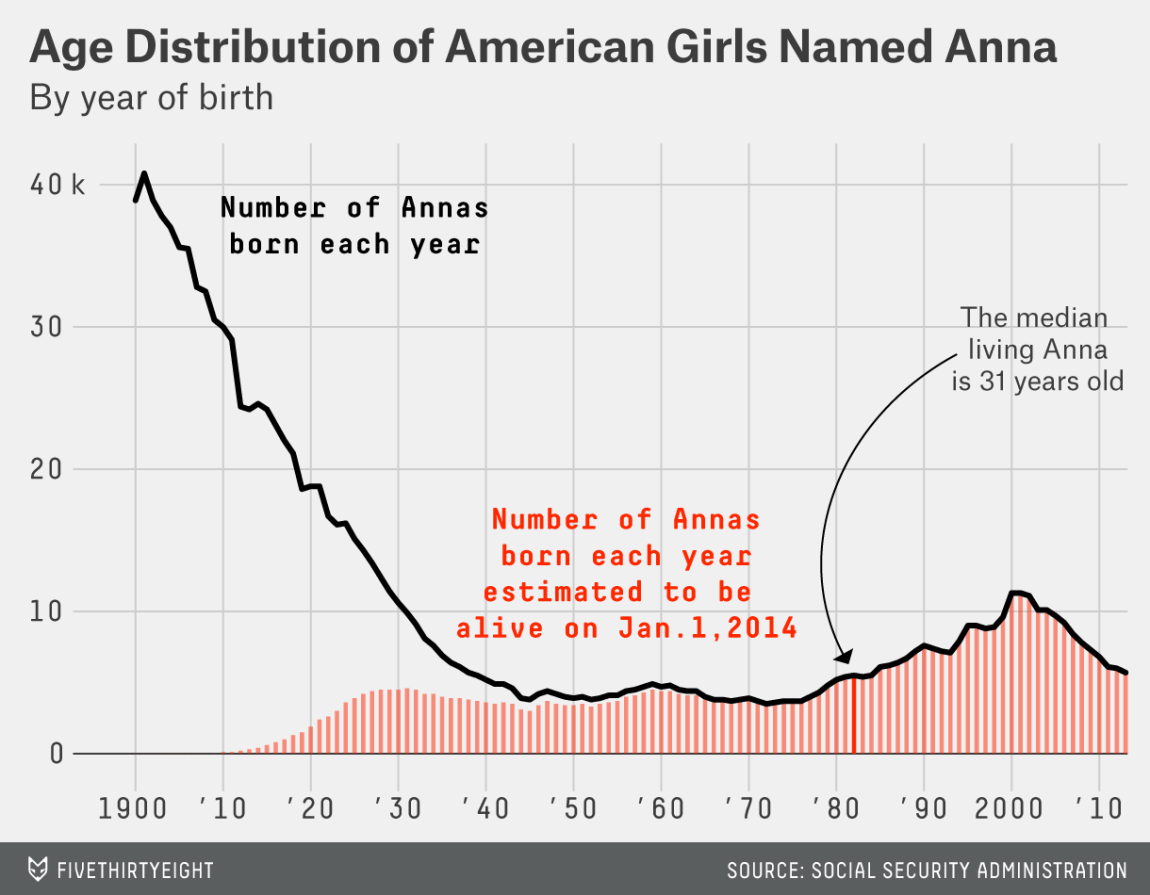 Age Distribution of American Girls Named Anna
By year of birth
40 k
Number of Annas
born each year
30
The median
living Anna
is 31 years old
20
Number of Annas
born each year
estimated to be
alive on Jan.1,2014
10
0
1900 ’10 ’20 ’30 ’40 ’50 ’60 ’70 ’80 ’90 2000 ’10
FIVETHIRTYEIGHT
SOURCE: SOCIAL SECURITY ADMINISTRATION